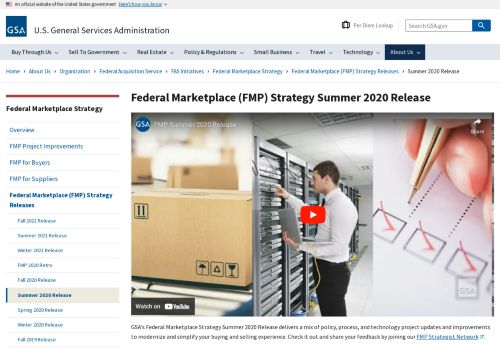 An official website of the United States government Here's how you know
GSA
U.S. General Services Administration
Per Diem Lookup
Search GSA.gov
Buy Through Us
Sell To Government
Real Estate
Policy & Regulations
Small Business
Travel
Technology
About Us
Home › About Us › Organization › Federal Acquisition Service › FAS Initiatives › Federal Marketplace Strategy › Federal Marketplace (FMP) Strategy Releases › Summer 2020 Release
Federal Marketplace Strategy
Overview
FMP Project Improvements
FMP for Buyers
FMP for Suppliers
Federal Marketplace (FMP) Strategy
Releases
Fall 2021 Release
Summer 2021 Release
Winter 2021 Release
FMP 2020 Retro
Fall 2020 Release
Summer 2020 Release
Spring 2020 Release
Winter 2020 Release
Fall 2019 Release
Federal Marketplace (FMP) Strategy Summer 2020 Release
GSA FMP Summer 2020 Release
Share
GSA
Watch on YouTube
GSA's Federal Marketplace Strategy Summer 2020 Release delivers a mix of policy, process, and technology project updates and improvements
to modernize and simplify your buying and selling experience. Check it out and share your feedback by joining our FMP Strategist Network.